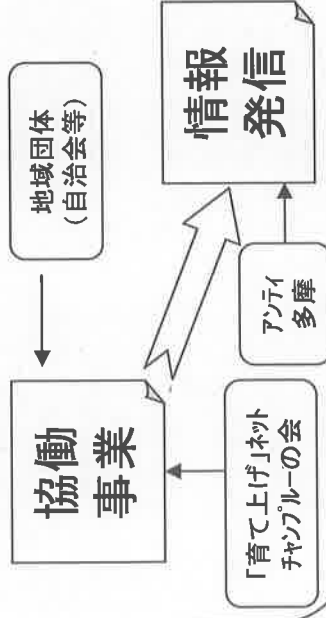 地域団体
(自治会等)
協働
事業
情報
発信
「育て上げ」ネット
チャンプルーの会
アンティ
多摩